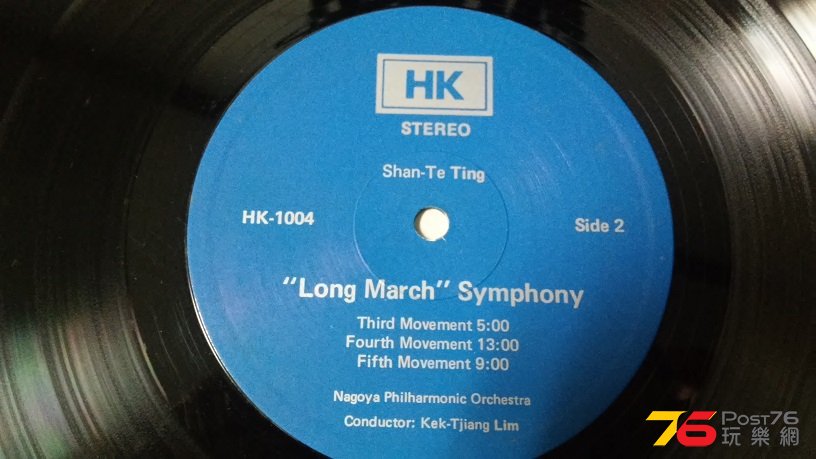 HK
STEREO
Shan-Te Ting
HK-1004
Side 2
“Long March” Symphony
Third Movement 5:00
Fourth Movement 13:00
Fifth Movement 9:00
Nagoya Philharmonic Orchestra
Conductor: Kek-Tjiang Lim
76 Post76
玩樂網